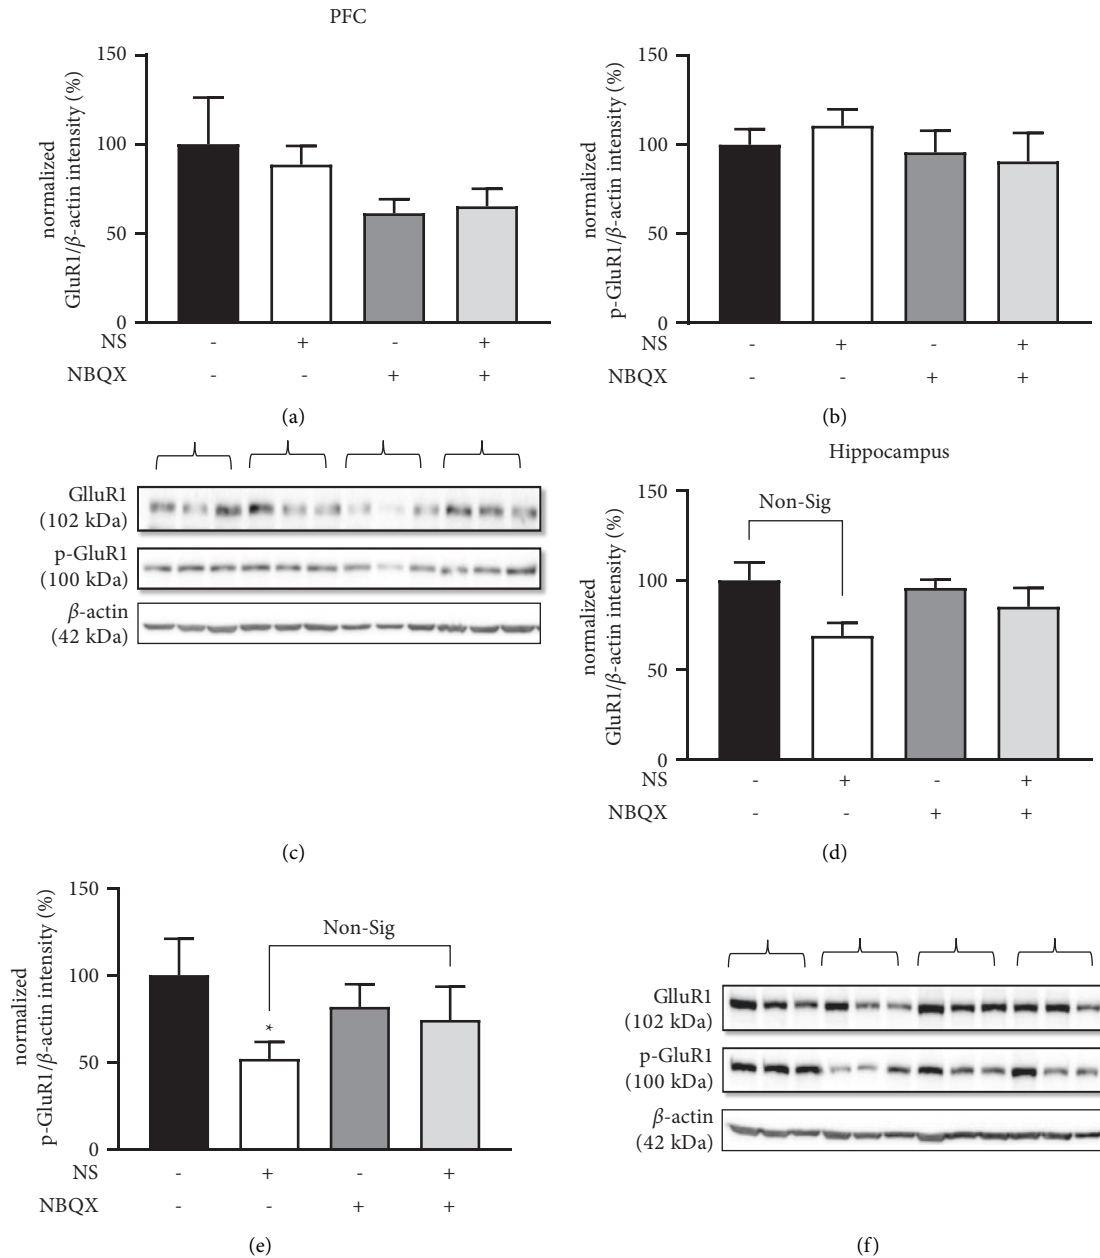 PFC
normalized
GluR1/β-actin intensity (%)
150
100
50
0
NS - + - +
NBQX - - + +
(a)
normalized
p-GluR1/β-actin intensity (%)
150
100
50
0
NS - + - +
NBQX - - + +
(b)
GlluR1
(102 kDa)
p-GluR1
(100 kDa)
β-actin
(42 kDa)
(c)
Hippocampus
normalized
GluR1/β-actin intensity (%)
150
100
50
0
Non-Sig
NS - + - +
NBQX - - + +
(d)
normalized
p-GluR1/β-actin intensity (%)
150
100
50
0
Non-Sig
*
NS - + - +
NBQX - - + +
(e)
GlluR1
(102 kDa)
p-GluR1
(100 kDa)
β-actin
(42 kDa)
(f)